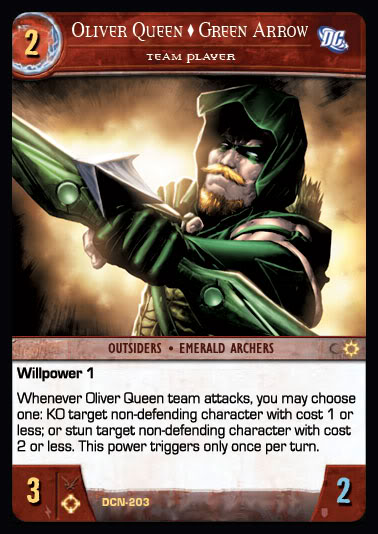 2
OLIVER QUEEN ♦ GREEN ARROW
DC
TEAM PLAYER
OUTSIDERS • EMERALD ARCHERS
C
Willpower 1
Whenever Oliver Queen team attacks, you may choose
one: KO target non-defending character with cost 1 or
less; or stun target non-defending character with cost
2 or less. This power triggers only once per turn.
3
DCN-203
2